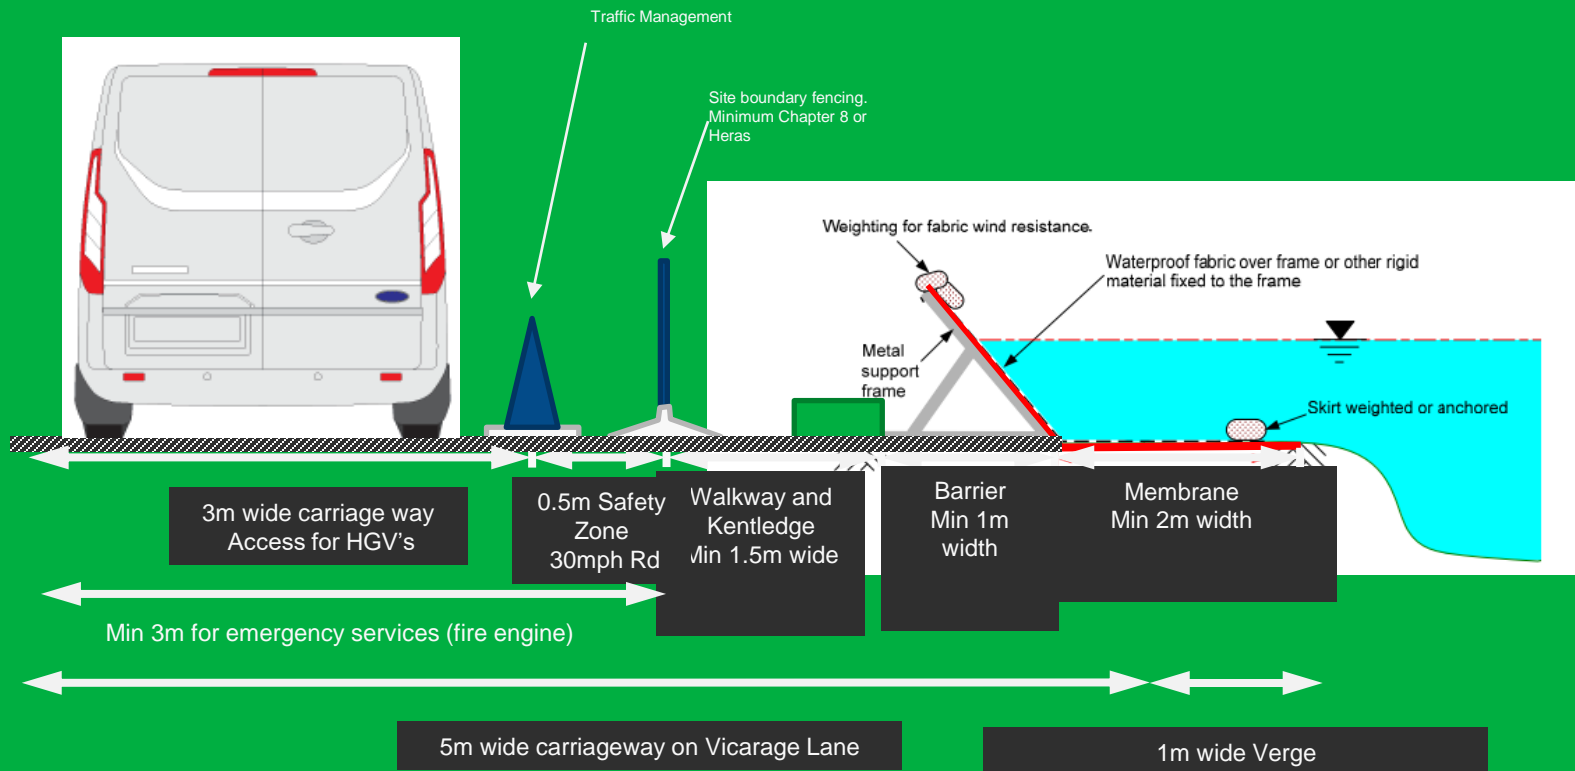 Traffic Management
Site boundary fencing.
Minimum Chapter 8 or
Heras
Weighting for fabric wind resistance.
Waterproof fabric over frame or other rigid
material fixed to the frame
Metal
support
frame
Skirt weighted or anchored
3m wide carriage way
Access for HGV's
0.5m Safety
Zone
30mph Rd
Walkway and
Kentledge
Min 1.5m wide
Barrier
Min 1m
width
Membrane
Min 2m width
Min 3m for emergency services (fire engine)
5m wide carriageway on Vicarage Lane
1m wide Verge